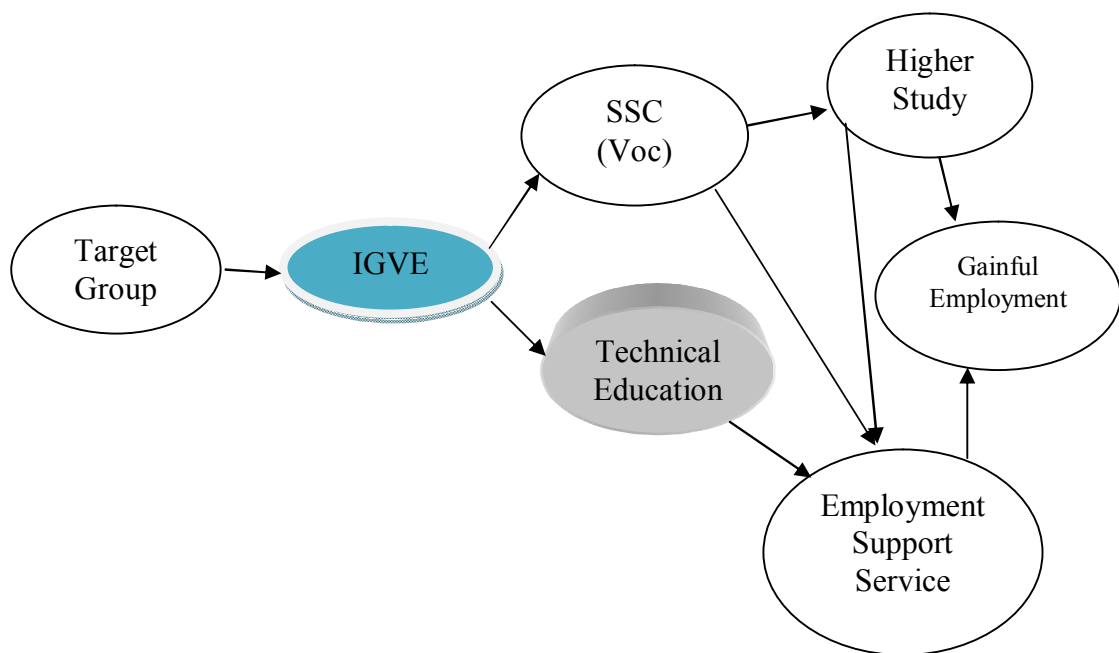 Target
Group
IGVE
SSC
(Voc)
Technical
Education
Higher
Study
Gainful
Employment
Employment
Support
Service